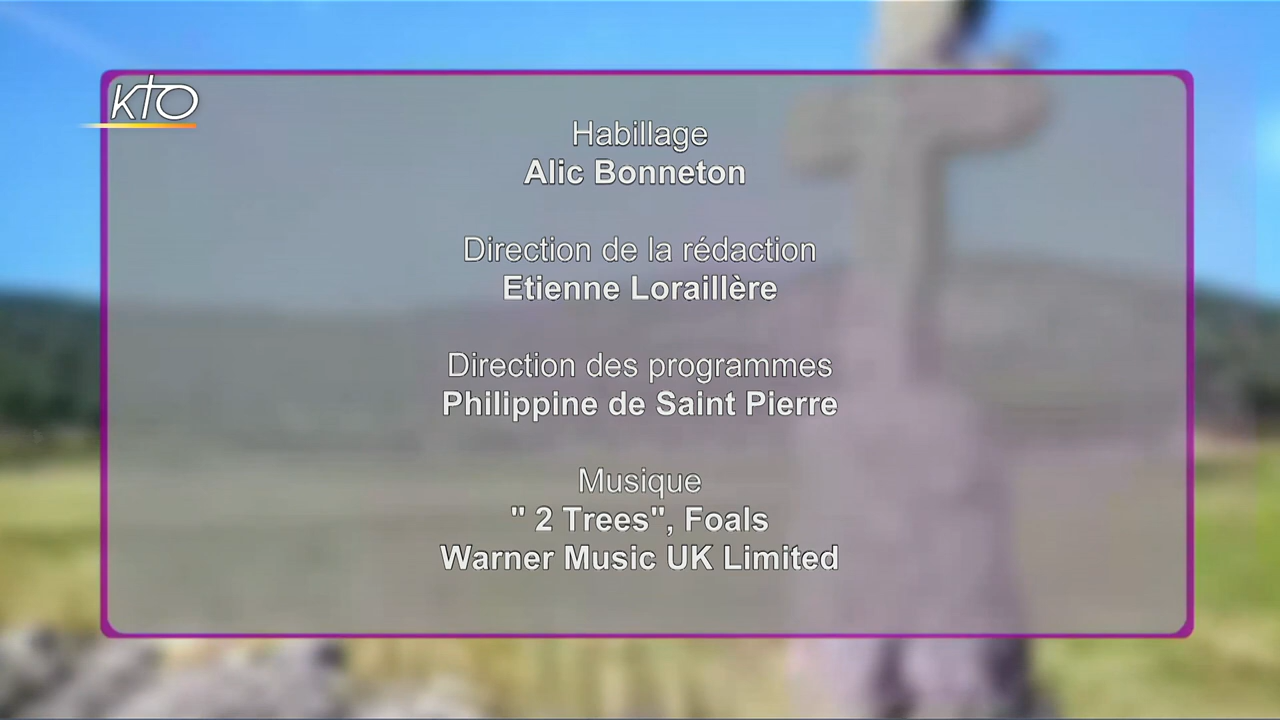 KTO
Habillage
Alic Bonneton
Direction de la rédaction
Etienne Loraillère
Direction des programmes
Philippine de Saint Pierre
Musique
" 2 Trees", Foals
Warner Music UK Limited